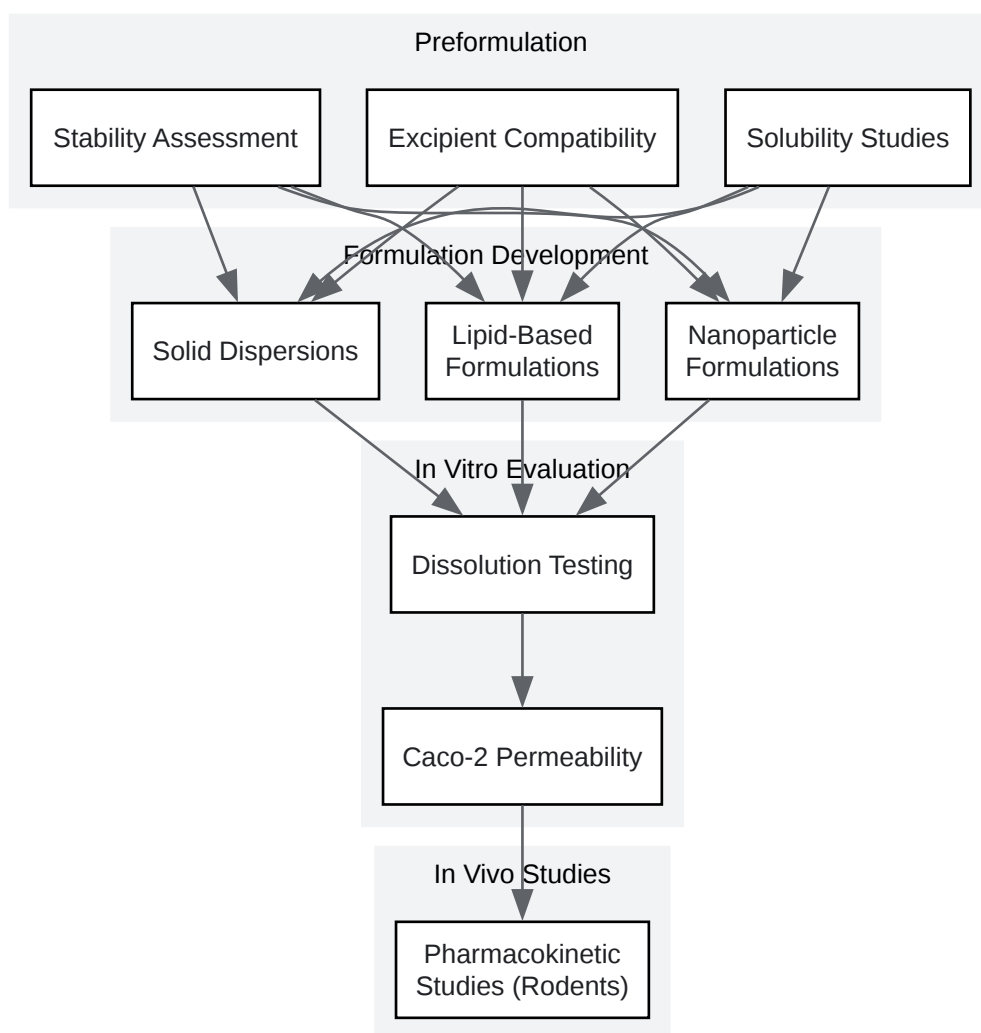 Preformulation
Stability Assessment
Excipient Compatibility
Solubility Studies
Formulation Development
Solid Dispersions
Lipid-Based
Formulations
Nanoparticle
Formulations
In Vitro Evaluation
Dissolution Testing
Caco-2 Permeability
In Vivo Studies
Pharmacokinetic
Studies (Rodents)